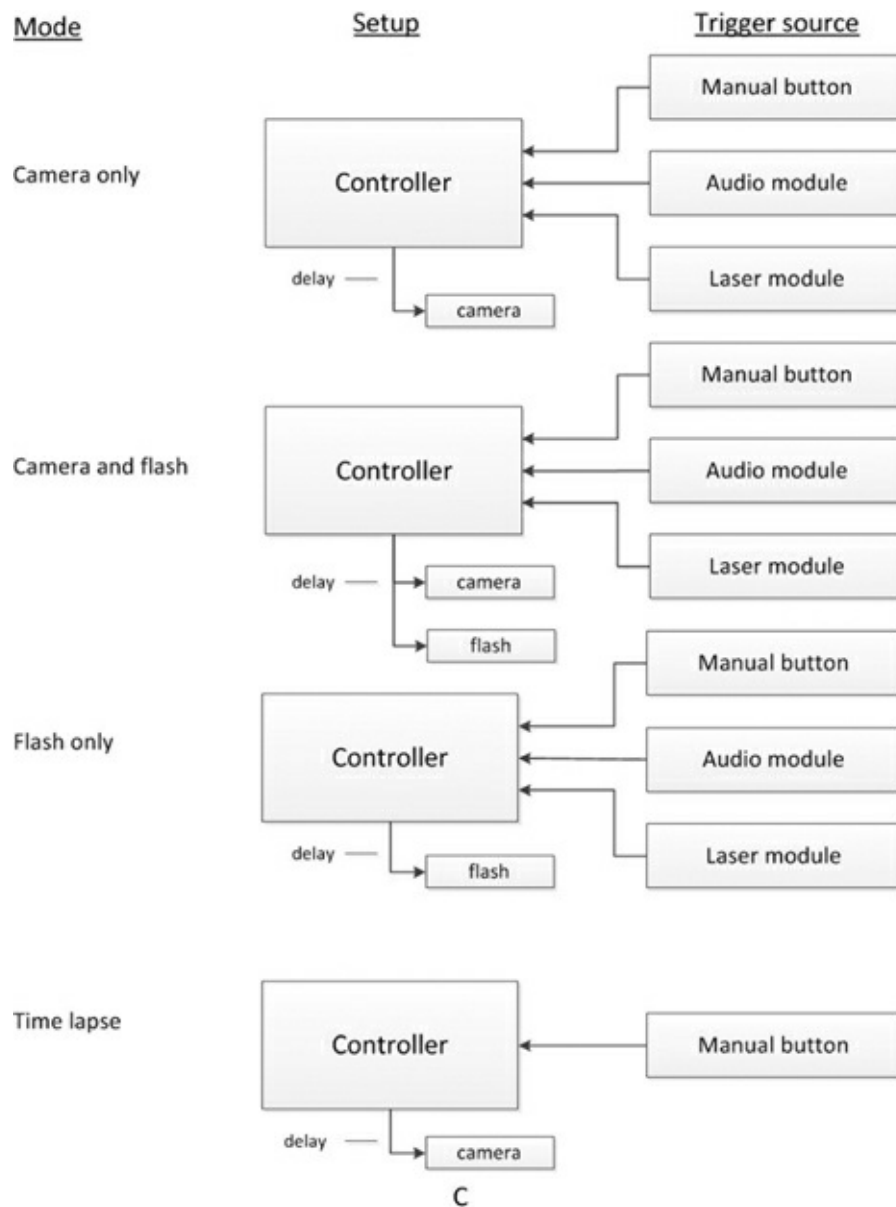 Mode Setup Trigger source
Manual button
Camera only Controller Audio module
Laser module
delay
camera
Manual button
Camera and flash Controller Audio module
Laser module
delay camera
flash
Manual button
Flash only Controller Audio module
Laser module
delay
flash
Time lapse
Controller Manual button
delay
camera
C